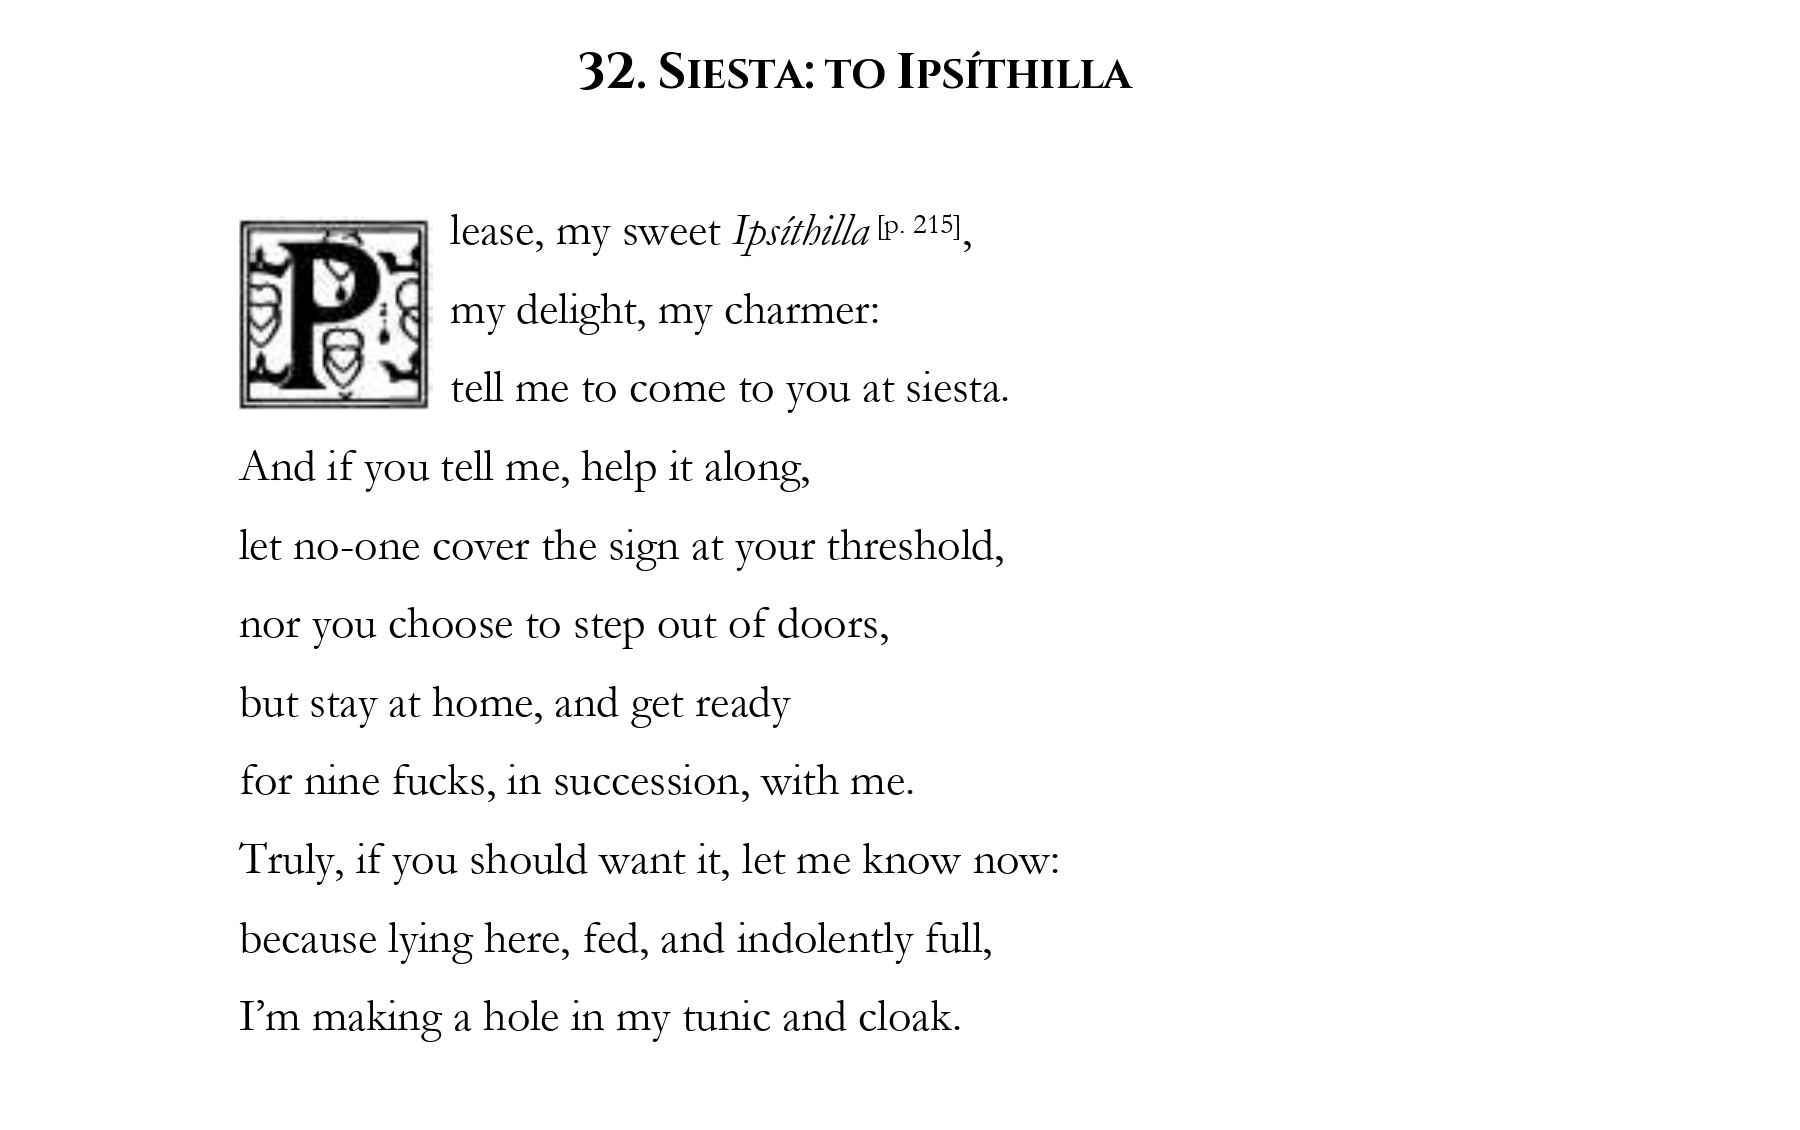 32. Siesta: to Ipsíthilla
Please, my sweet Ipsíthilla [p. 215],
my delight, my charmer:
tell me to come to you at siesta.
And if you tell me, help it along,
let no-one cover the sign at your threshold,
nor you choose to step out of doors,
but stay at home, and get ready
for nine fucks, in succession, with me.
Truly, if you should want it, let me know now:
because lying here, fed, and indolently full,
I’m making a hole in my tunic and cloak.